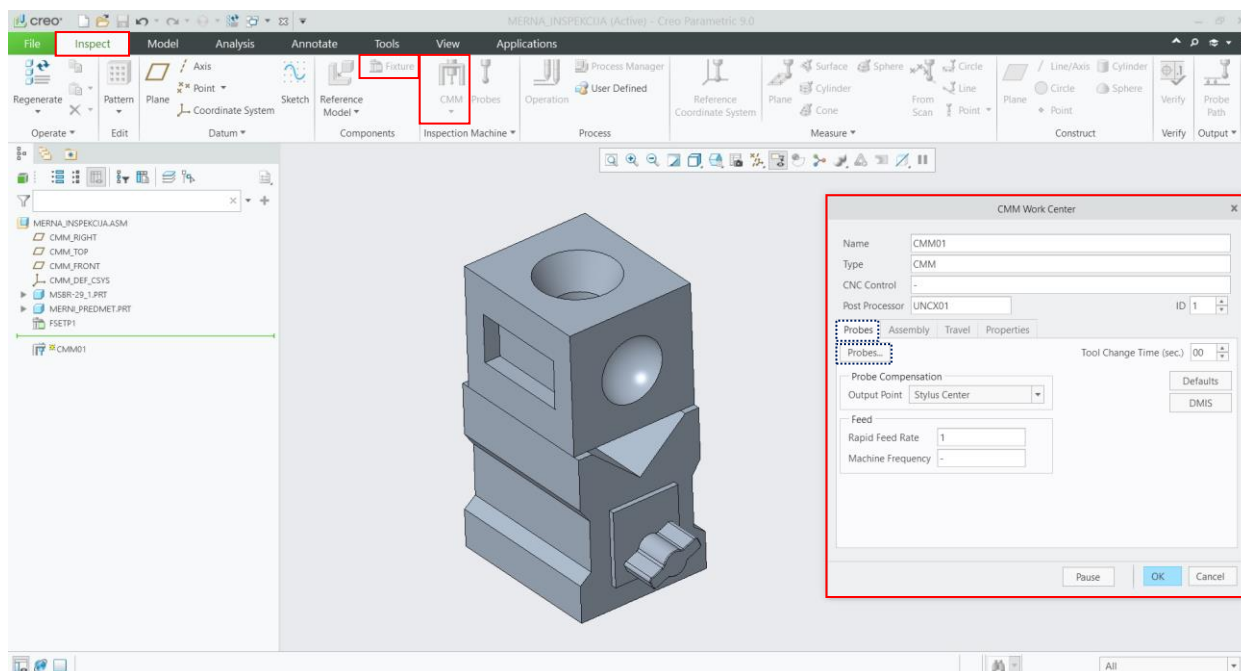 creo®
MERNA_INSPEKCIJA (Active) - Creo Parametric 9.0
File Inspect Model Analysis Annotate Tools View Applications
Regenerate
Operate
Pattern
Edit
Plane
Axis
Point
Coordinate System
Datum
Sketch
Reference
Model
Fixture
Components
CMM
Probes
Inspection Machine
Operation
Process Manager
User Defined
Process
Reference
Coordinate System
Plane
Surface
Sphere
Cylinder
Cone
From
Scan
Circle
Line
Point
Measure
Plane
Line/Axis
Cylinder
Circle
Sphere
Point
Construct
Verify
Verify
Probe
Path
Output
MERNA_INSPEKCIJA.ASM
CMM_RIGHT
CMM_TOP
CMM_FRONT
CMM_DEF_CSYS
MSBR-29_1.PRT
MERNI_PREDMET.PRT
FSETP1
CMM01
CMM Work Center
Name CMM01
Type CMM
CNC Control -
Post Processor UNCX01 ID 1
Probes Assembly Travel Properties
Probes... Tool Change Time (sec.) 00
Probe Compensation
Output Point Stylus Center
Defaults
DMIS
Feed
Rapid Feed Rate 1
Machine Frequency -
Pause OK Cancel
All